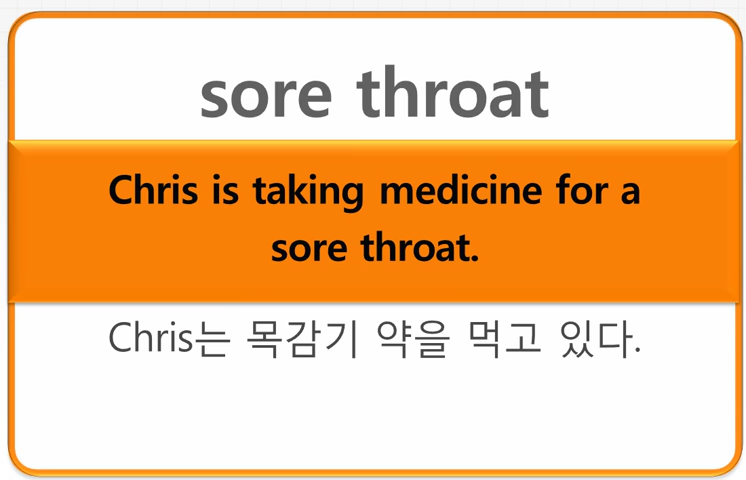 sore throat
Chris is taking medicine for a
sore throat.
Chris는 목감기 약을 먹고 있다.